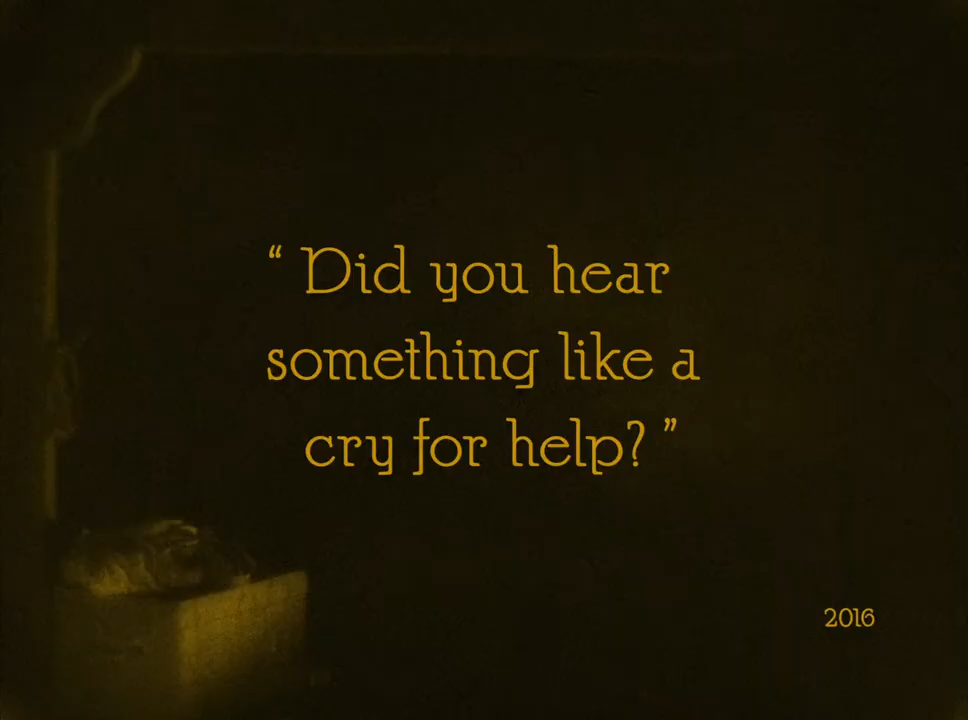 “ Did you hear
something like a
cry for help? ”
2016